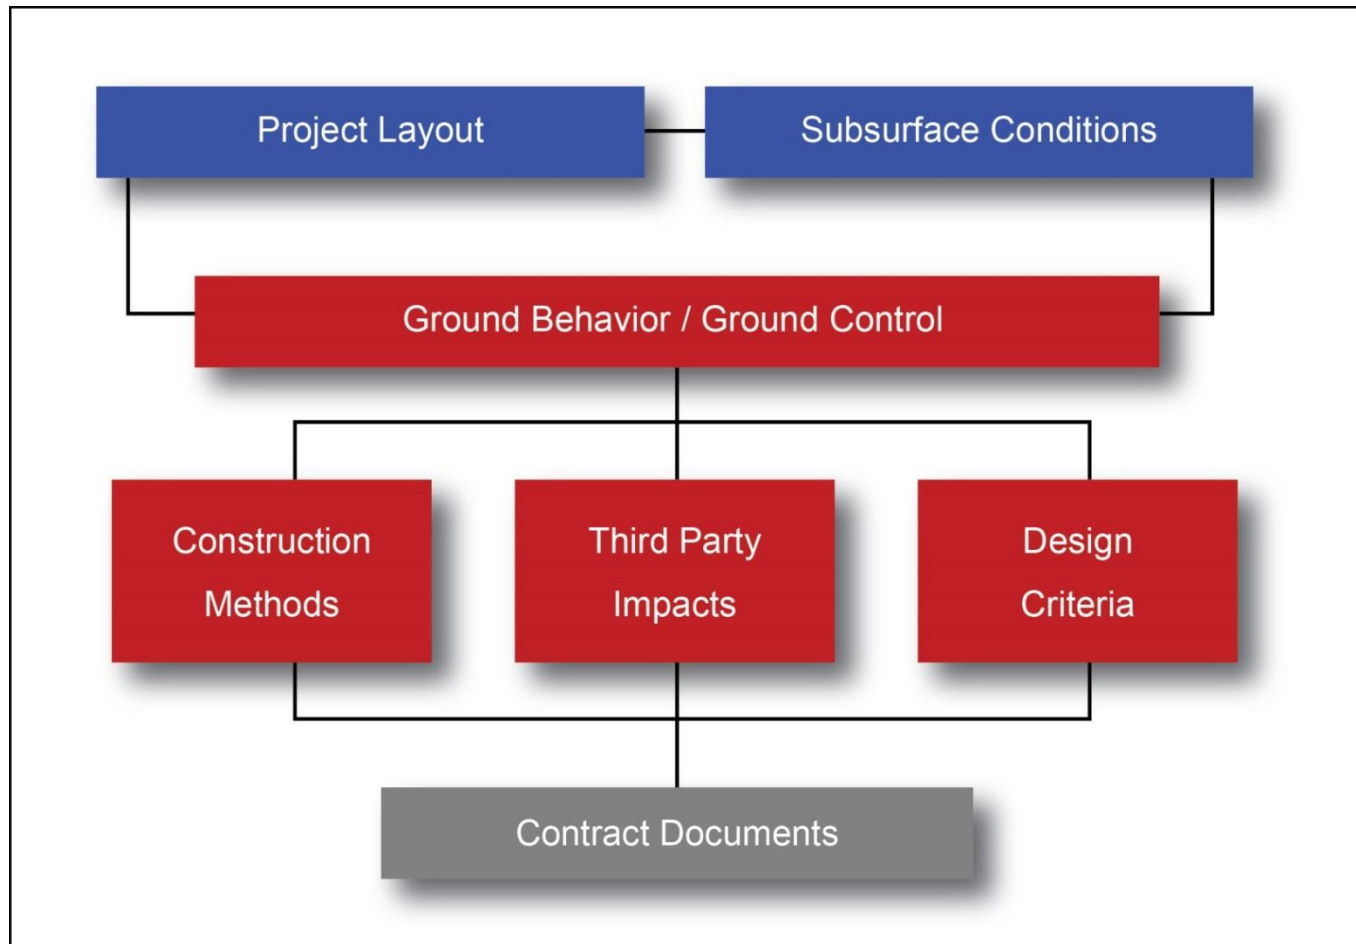 Project Layout
Subsurface Conditions
Ground Behavior / Ground Control
Construction
Methods
Third Party
Impacts
Design
Criteria
Contract Documents